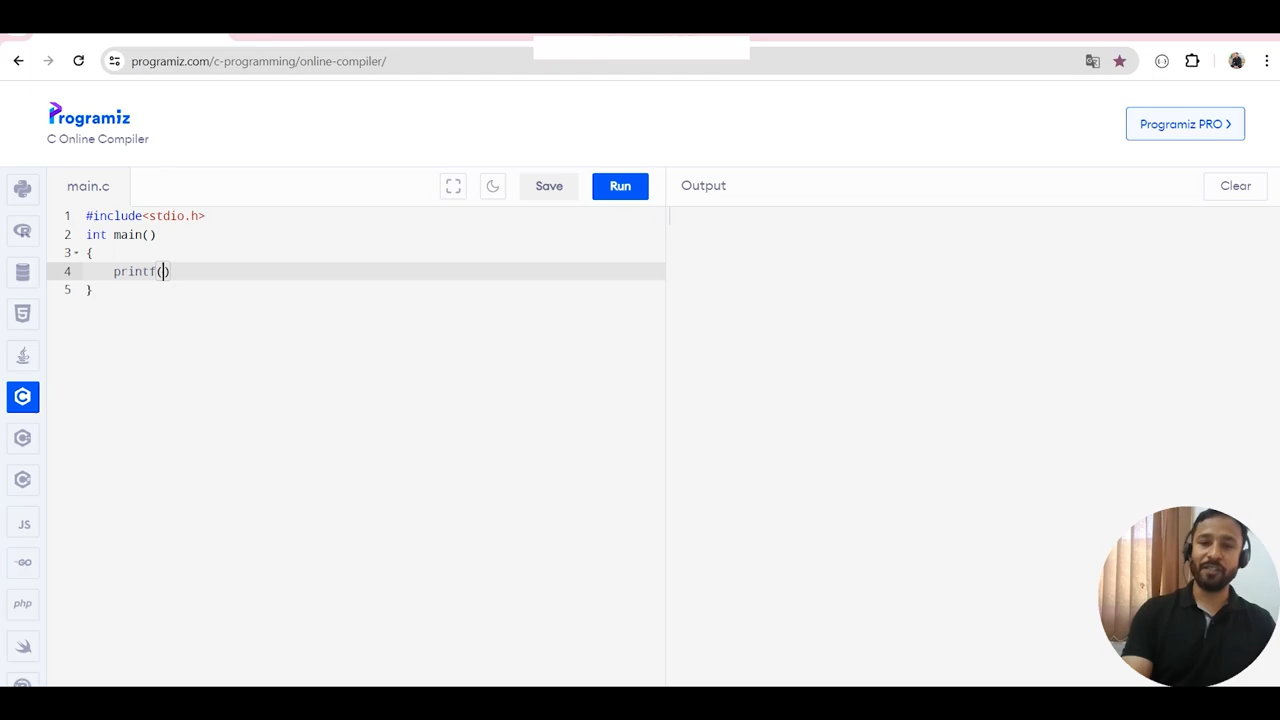 programiz.com/c-programming/online-compiler/
Programiz
C Online Compiler
Programiz PRO
main.c
Save
Run
Output
Clear
1 #include<stdio.h>
2 int main()
3 {
4 printf()
5 }
JS
GO
php